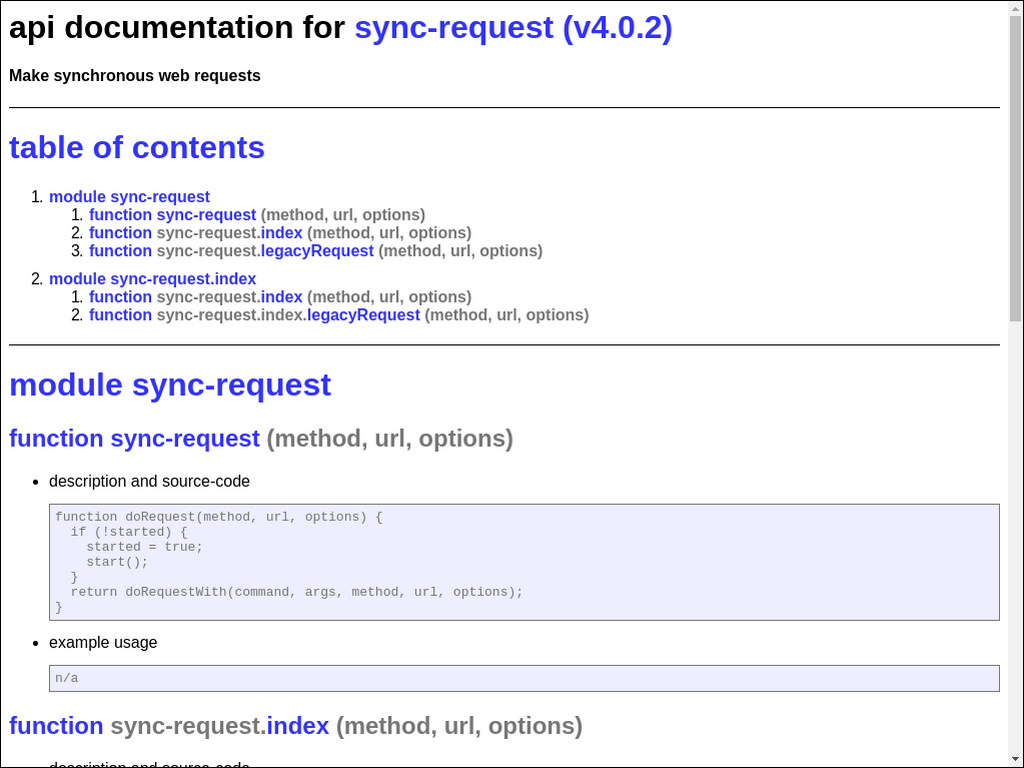 api documentation for sync-request (v4.0.2)
Make synchronous web requests
table of contents
1. module sync-request
1. function sync-request (method, url, options)
2. function sync-request.index (method, url, options)
3. function sync-request.legacyRequest (method, url, options)
2. module sync-request.index
1. function sync-request.index (method, url, options)
2. function sync-request.index.legacyRequest (method, url, options)
module sync-request
function sync-request (method, url, options)
• description and source-code
function doRequest(method, url, options) {
  if (!started) {
    started = true;
    start();
  }
  return doRequestWith(command, args, method, url, options);
}
• example usage
n/a
function sync-request.index (method, url, options)
description and source-code